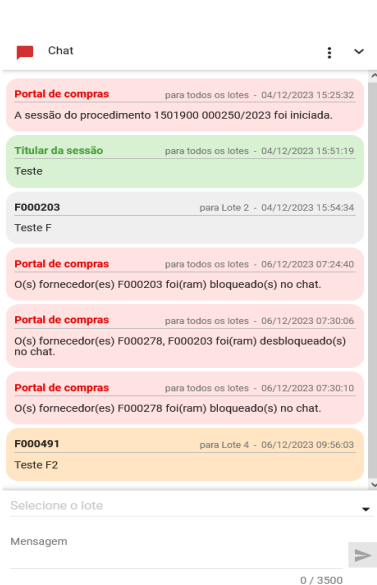 Chat
Portal de compras para todos os lotes - 04/12/2023 15:25:32
A sessão do procedimento 1501900 000250/2023 foi iniciada.
Titular da sessão para todos os lotes - 04/12/2023 15:51:19
Teste
F000203 para Lote 2 - 04/12/2023 15:54:34
Teste F
Portal de compras para todos os lotes - 06/12/2023 07:24:40
O(s) fornecedor(es) F000203 foi(ram) bloqueado(s) no chat.
Portal de compras para todos os lotes - 06/12/2023 07:30:06
O(s) fornecedor(es) F000278, F000203 foi(ram) desbloqueado(s)
no chat.
Portal de compras para todos os lotes - 06/12/2023 07:30:10
O(s) fornecedor(es) F000278 foi(ram) bloqueado(s) no chat.
F000491 para Lote 4 - 06/12/2023 09:56:03
Teste F2
Selecione o lote
Mensagem
0 / 3500